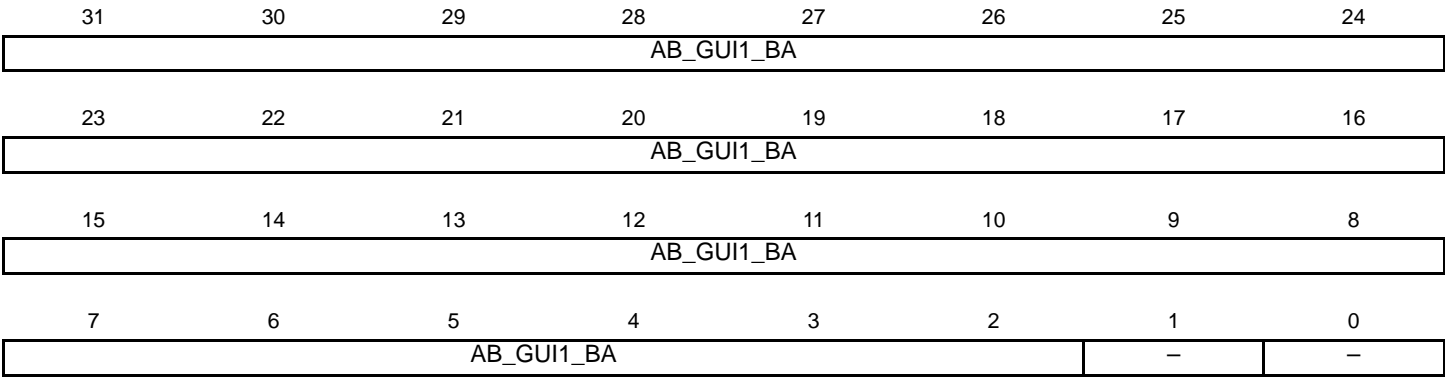 31 30 29 28 27 26 25 24
AB_GUI1_BA
23 22 21 20 19 18 17 16
AB_GUI1_BA
15 14 13 12 11 10 9 8
AB_GUI1_BA
7 6 5 4 3 2 1 0
AB_GUI1_BA – –